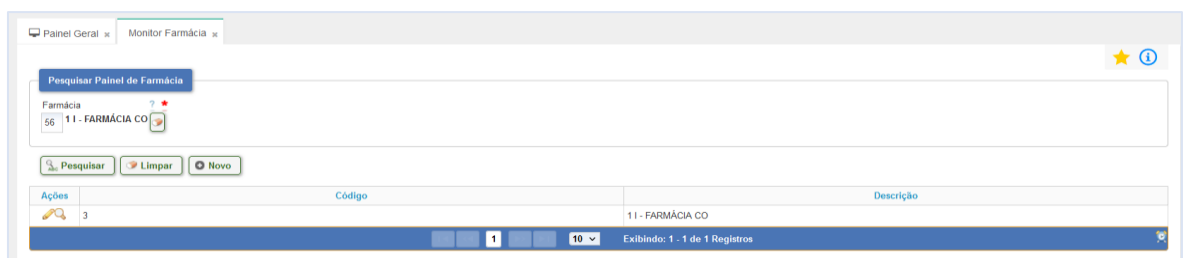 Painel Geral x Monitor Farmácia x
Pesquisar Painel de Farmácia
Farmácia ? *
56 1 I - FARMÁCIA CO
Pesquisar Limpar Novo
Ações Código Descrição
3 1 I - FARMÁCIA CO
1 10 Exibindo: 1 - 1 de 1 Registros